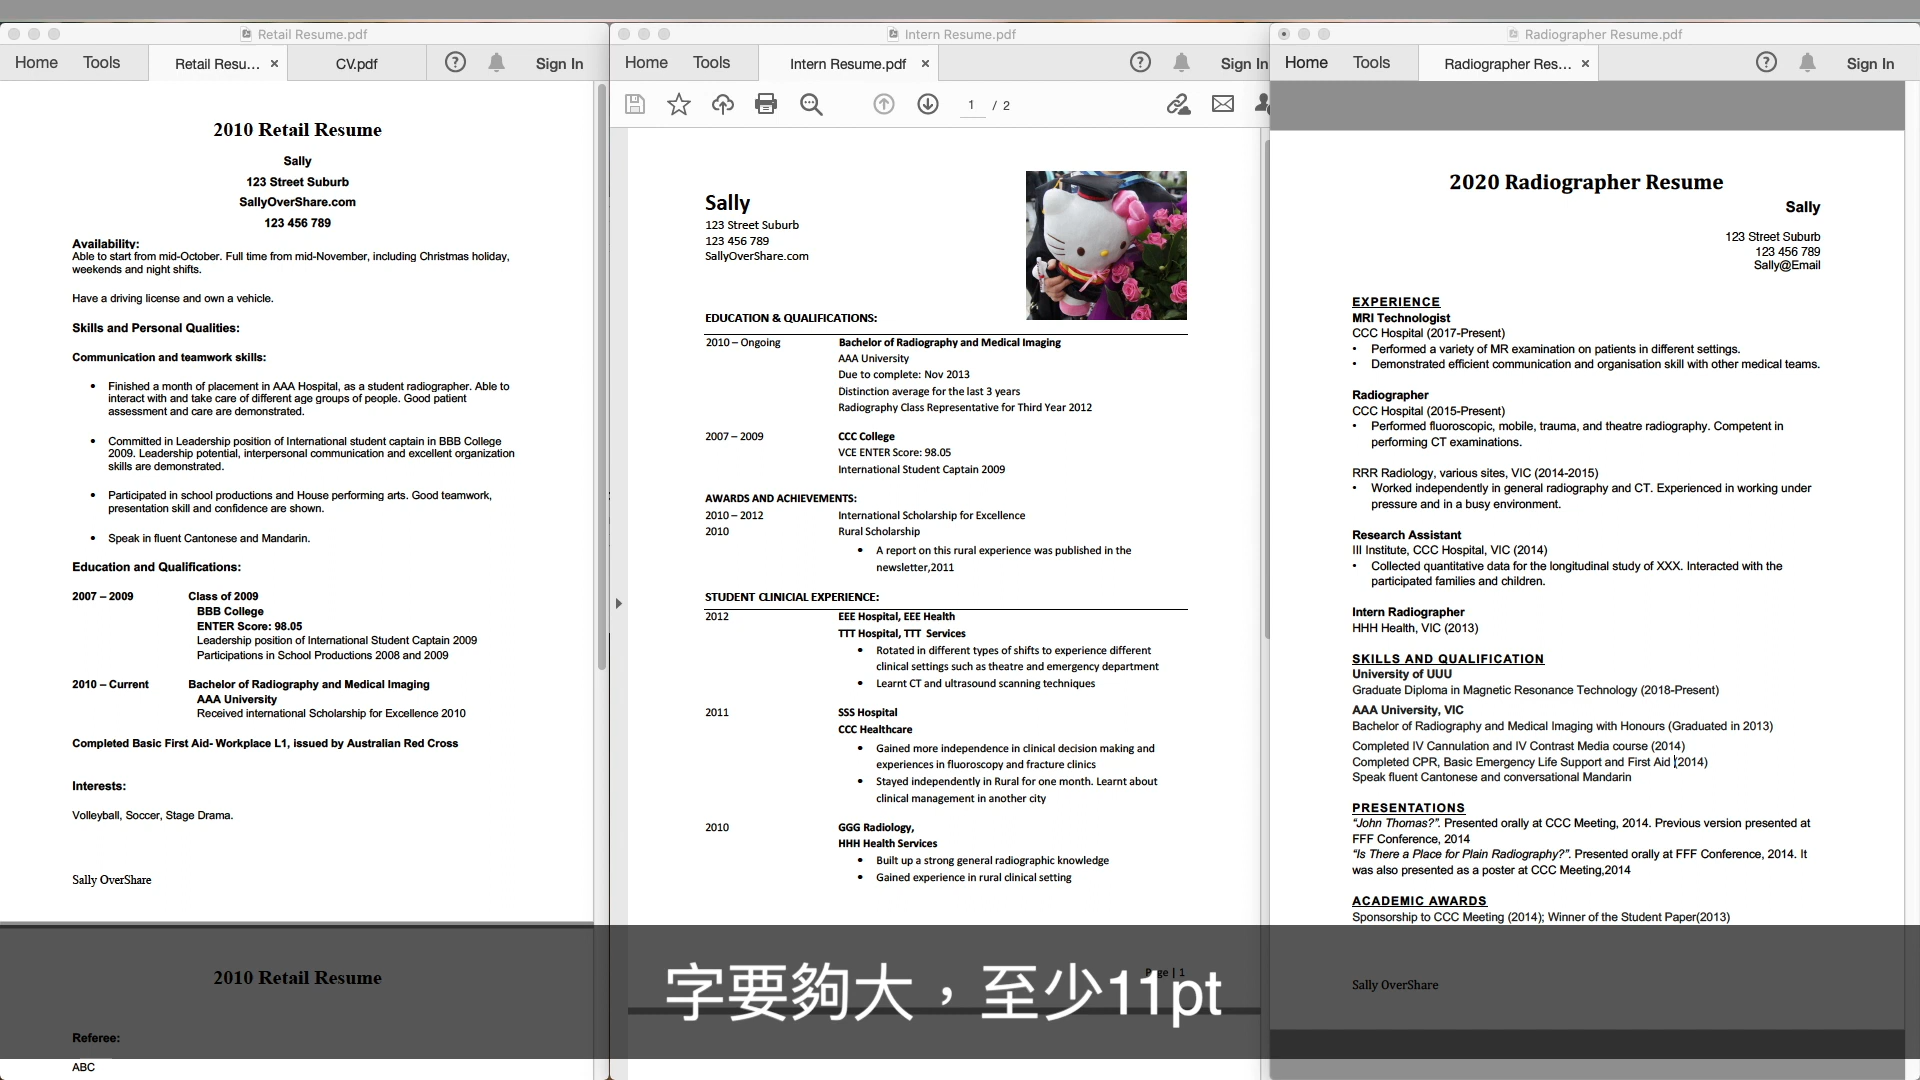 Retail Resume.pdf
Home Tools Retail Resu... × CV.pdf ? Sign In
2010 Retail Resume
Sally
123 Street Suburb
SallyOverShare.com
123 456 789
Availability:
Able to start from mid-October. Full time from mid-November, including Christmas holiday,
weekends and night shifts.
Have a driving license and own a vehicle.
Skills and Personal Qualities:
Communication and teamwork skills:
• Finished a month of placement in AAA Hospital, as a student radiographer. Able to
interact with and take care of different age groups of people. Good patient
assessment and care are demonstrated.
• Committed in Leadership position of International student captain in BBB College
2009. Leadership potential, interpersonal communication and excellent organization
skills are demonstrated.
• Participated in school productions and House performing arts. Good teamwork,
presentation skill and confidence are shown.
• Speak in fluent Cantonese and Mandarin.
Education and Qualifications:
2007 – 2009 Class of 2009
BBB College
ENTER Score: 98.05
Leadership position of International Student Captain 2009
Participations in School Productions 2008 and 2009
2010 – Current Bachelor of Radiography and Medical Imaging
AAA University
Received international Scholarship for Excellence 2010
Completed Basic First Aid- Workplace L1, issued by Australian Red Cross
Interests:
Volleyball, Soccer, Stage Drama.
Sally OverShare
2010 Retail Resume
Referee:
ABC
Intern Resume.pdf
Home Tools Intern Resume.pdf × ? Sign In
1 / 2
Sally
123 Street Suburb
123 456 789
SallyOverShare.com
EDUCATION & QUALIFICATIONS:
2010 – Ongoing Bachelor of Radiography and Medical Imaging
AAA University
Due to complete: Nov 2013
Distinction average for the last 3 years
Radiography Class Representative for Third Year 2012
2007 – 2009 CCC College
VCE ENTER Score: 98.05
International Student Captain 2009
AWARDS AND ACHIEVEMENTS:
2010 – 2012 International Scholarship for Excellence
2010 Rural Scholarship
• A report on this rural experience was published in the
newsletter,2011
STUDENT CLINICIAL EXPERIENCE:
2012 EEE Hospital, EEE Health
TTT Hospital, TTT Services
• Rotated in different types of shifts to experience different
clinical settings such as theatre and emergency department
• Learnt CT and ultrasound scanning techniques
2011 SSS Hospital
CCC Healthcare
• Gained more independence in clinical decision making and
experiences in fluoroscopy and fracture clinics
• Stayed independently in Rural for one month. Learnt about
clinical management in another city
2010 GGG Radiology,
HHH Health Services
• Built up a strong general radiographic knowledge
• Gained experience in rural clinical setting
Page | 1
Radiographer Resume.pdf
Home Tools Radiographer Res... × ? Sign In
2020 Radiographer Resume
Sally
123 Street Suburb
123 456 789
Sally@Email
EXPERIENCE
MRI Technologist
CCC Hospital (2017-Present)
• Performed a variety of MR examination on patients in different settings.
• Demonstrated efficient communication and organisation skill with other medical teams.
Radiographer
CCC Hospital (2015-Present)
• Performed fluoroscopic, mobile, trauma, and theatre radiography. Competent in
performing CT examinations.
RRR Radiology, various sites, VIC (2014-2015)
• Worked independently in general radiography and CT. Experienced in working under
pressure and in a busy environment.
Research Assistant
III Institute, CCC Hospital, VIC (2014)
• Collected quantitative data for the longitudinal study of XXX. Interacted with the
participated families and children.
Intern Radiographer
HHH Health, VIC (2013)
SKILLS AND QUALIFICATION
University of UUU
Graduate Diploma in Magnetic Resonance Technology (2018-Present)
AAA University, VIC
Bachelor of Radiography and Medical Imaging with Honours (Graduated in 2013)
Completed IV Cannulation and IV Contrast Media course (2014)
Completed CPR, Basic Emergency Life Support and First Aid (2014)
Speak fluent Cantonese and conversational Mandarin
PRESENTATIONS
“John Thomas?”. Presented orally at CCC Meeting, 2014. Previous version presented at
FFF Conference, 2014
“Is There a Place for Plain Radiography?”. Presented orally at FFF Conference, 2014. It
was also presented as a poster at CCC Meeting,2014
ACADEMIC AWARDS
Sponsorship to CCC Meeting (2014); Winner of the Student Paper(2013)
Sally OverShare
字要夠大，至少11pt